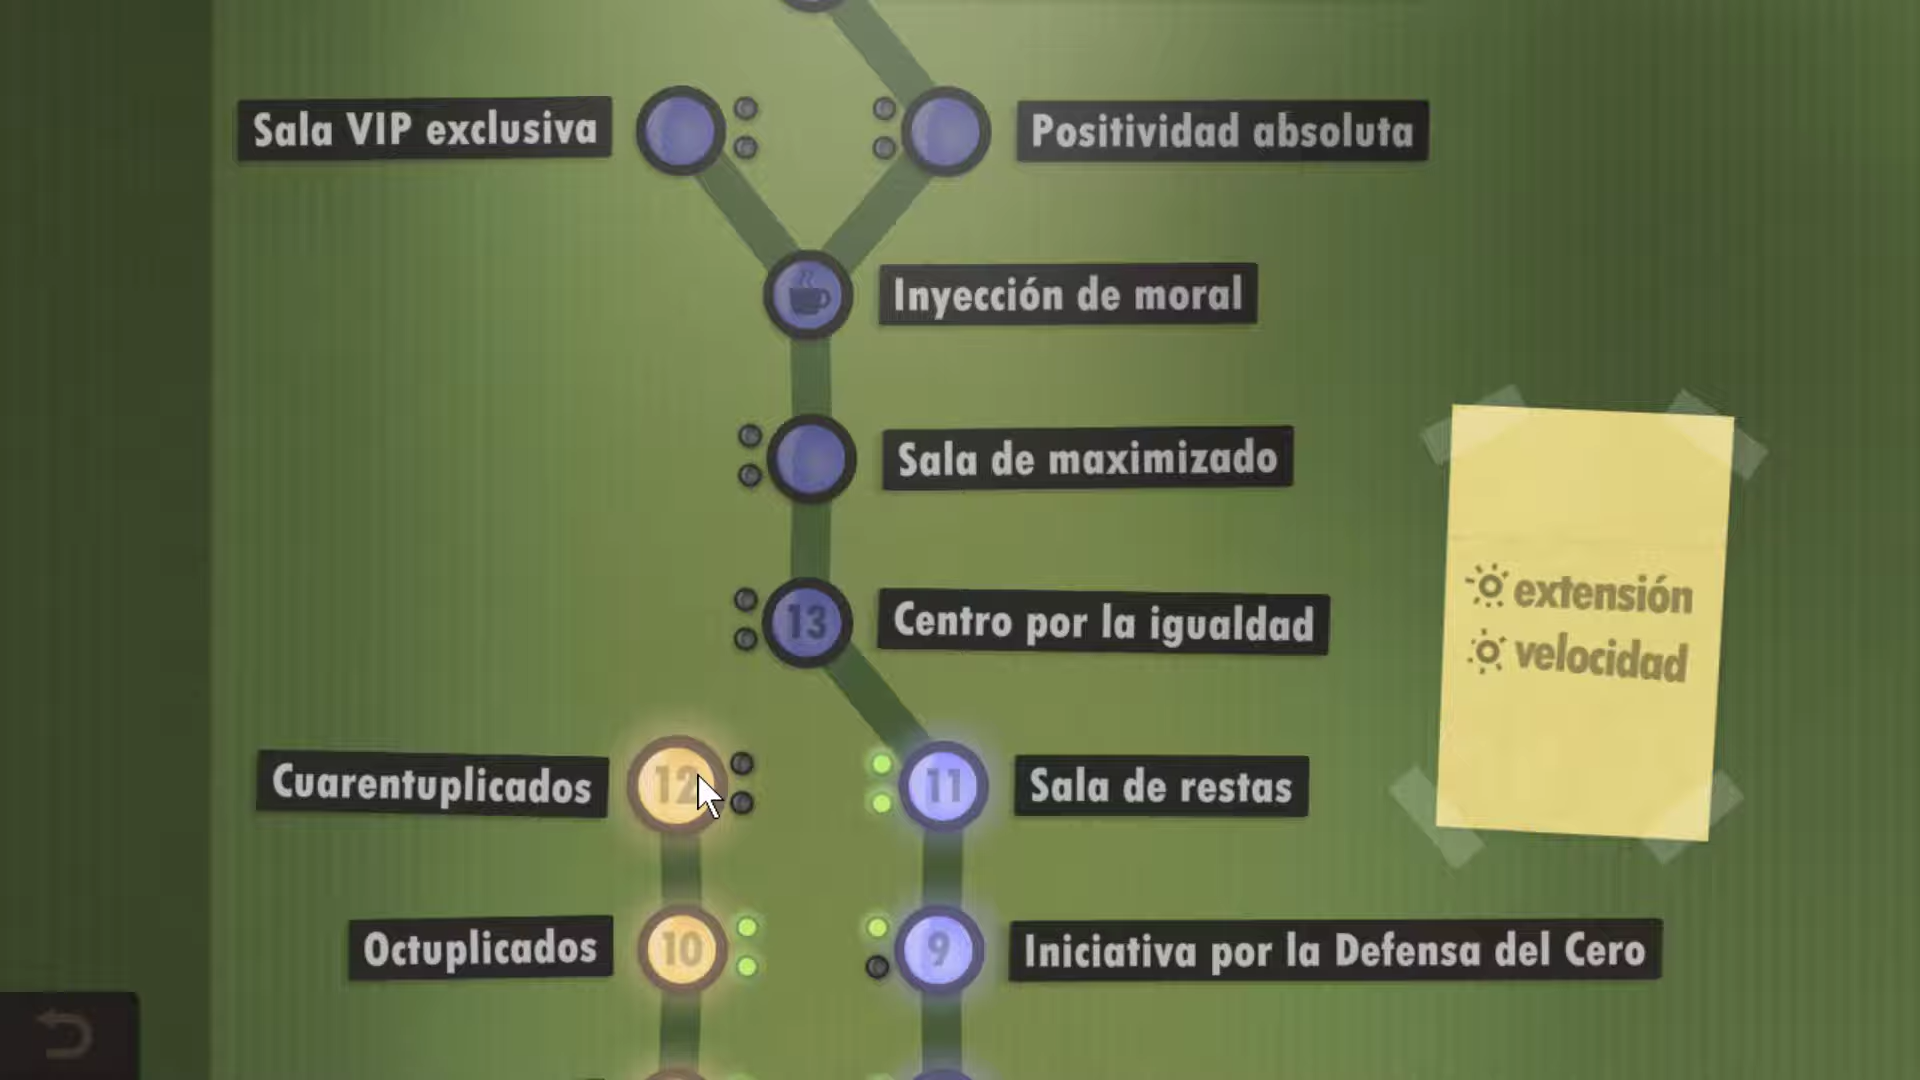 Sala VIP exclusiva
Positividad absoluta
Inyección de moral
Sala de maximizado
13
Centro por la igualdad
extensión
velocidad
Cuarentuplicados
12
11
Sala de restas
Octuplicados
10
9
Iniciativa por la Defensa del Cero